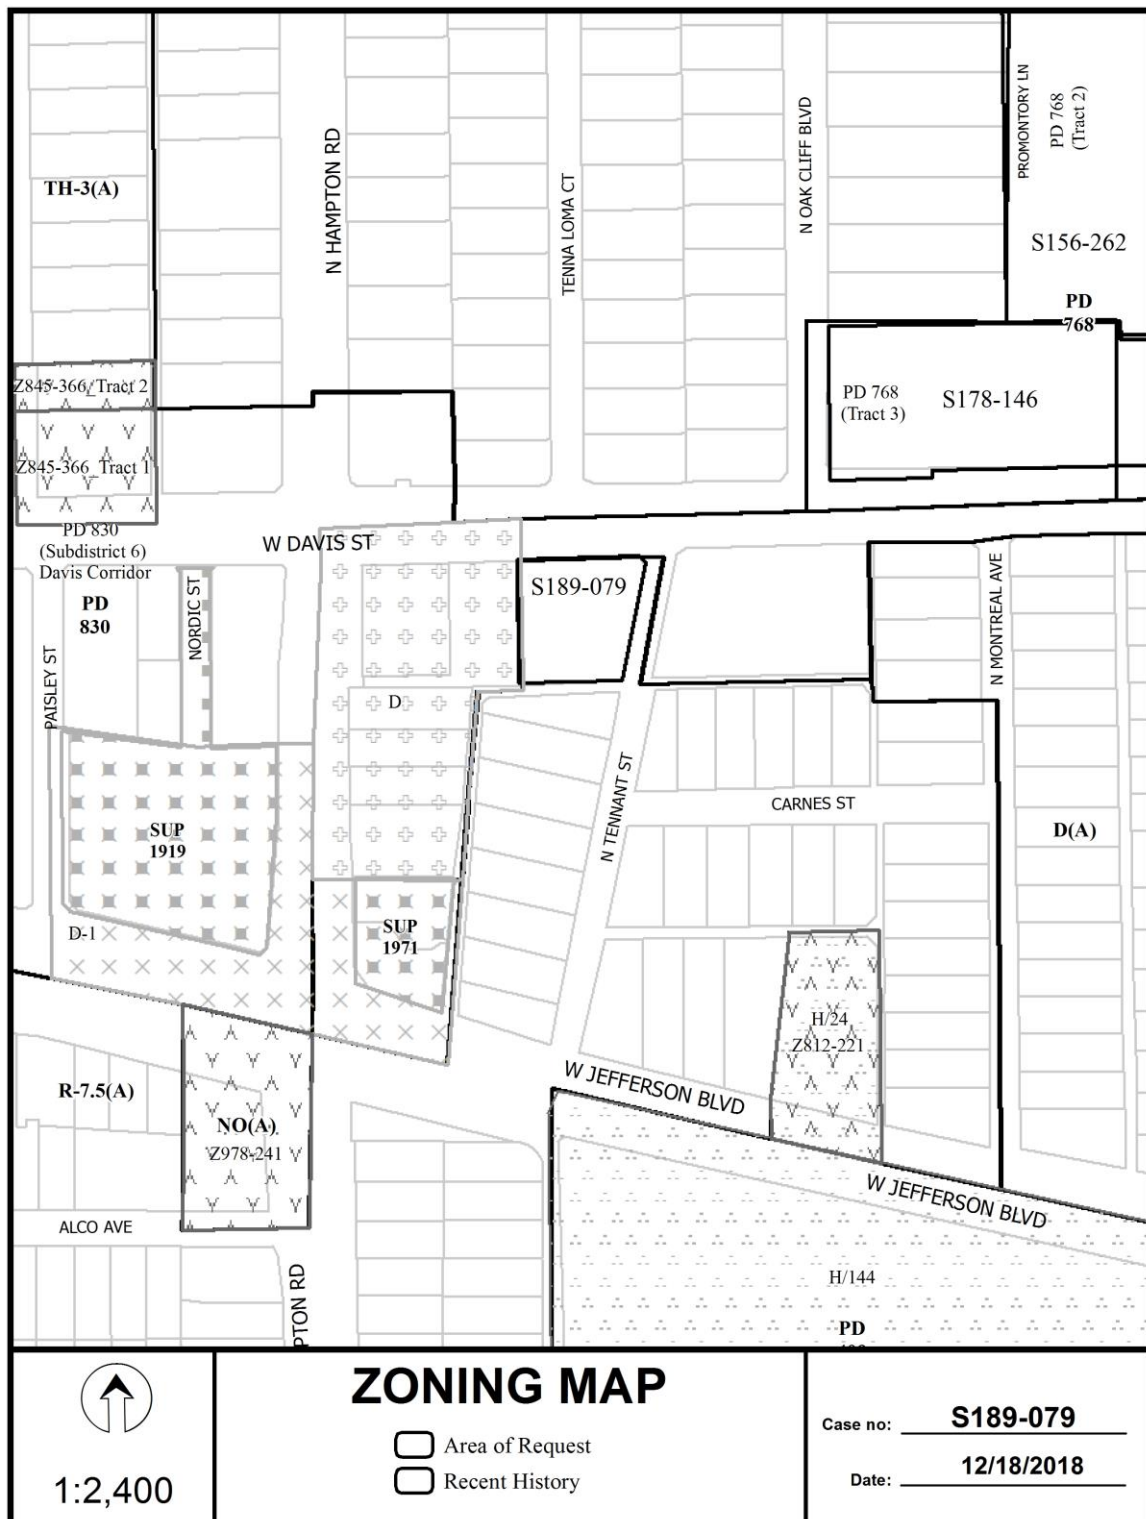 PROMONTORY LN
PD 768
(Tract 2)
N OAK CLIFF BLVD
N HAMPTON RD
TENNA LOMA CT
TH-3(A)
S156-262
PD
768
Z845-366_Tract 2
PD 768
(Tract 3)
S178-146
Z845-366_Tract 1
PD 830
(Subdistrict 6)
Davis Corridor
W DAVIS ST
S189-079
PD
830
NORDIC ST
N MONTREAL AVE
PAISLEY ST
D
N TENNANT ST
CARNES ST
D(A)
SUP
1919
SUP
1971
D-1
H/24
Z812-221
R-7.5(A)
W JEFFERSON BLVD
NO(A)
Z978-241
W JEFFERSON BLVD
ALCO AVE
H/144
PTON RD
PD
ZONING MAP
Area of Request
Recent History
1:2,400
Case no: S189-079
Date: 12/18/2018